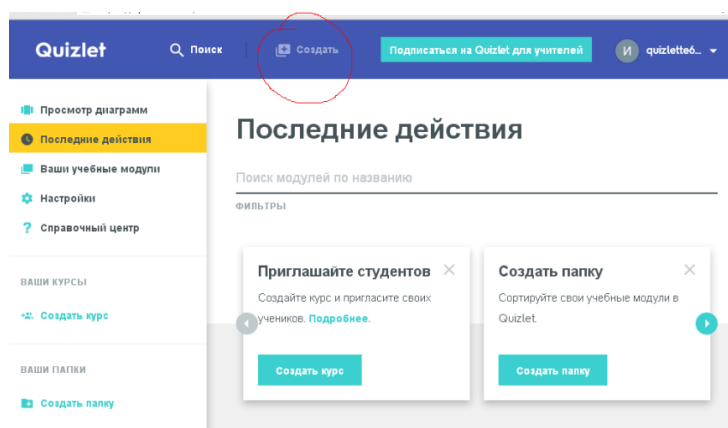 Quizlet
Поиск
Создать
Подписаться на Quizlet для учителей
И
quizlette6...
Просмотр диаграмм
Последние действия
Ваши учебные модули
Настройки
Справочный центр
ВАШИ КУРСЫ
Создать курс
ВАШИ ПАПКИ
Создать папку
Последние действия
Поиск модулей по названию
ФИЛЬТРЫ
Приглашайте студентов
Создайте курс и пригласите своих
учеников. Подробнее.
Создать курс
Создать папку
Сортируйте свои учебные модули в
Quizlet.
Создать папку